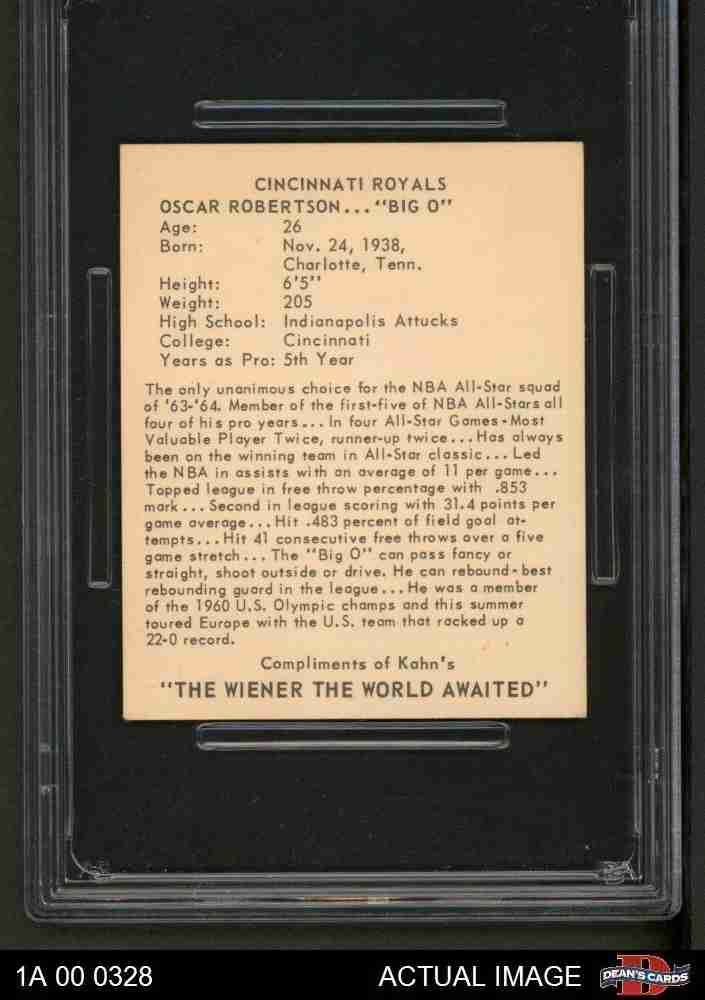 CINCINNATI ROYALS
OSCAR ROBERTSON... "BIG O"
Age: 26
Born: Nov. 24, 1938,
Charlotte, Tenn.
Height: 6'5"
Weight: 205
High School: Indianapolis Attucks
College: Cincinnati
Years as Pro: 5th Year
The only unanimous choice for the NBA All-Star squad
of '63-'64. Member of the first-five of NBA All-Stars all
four of his pro years... In four All-Star Games-Most
Valuable Player Twice, runner-up twice... Has always
been on the winning team in All-Star classic... Led
the NBA in assists with an average of 11 per game...
Topped league in free throw percentage with .853
mark... Second in league scoring with 31.4 points per
game average... Hit .483 percent of field goal at-
tempts... Hit 41 consecutive free throws over a five
game stretch... The "Big O" can pass fancy or
straight, shoot outside or drive. He can rebound-best
rebounding guard in the league... He was a member
of the 1960 U.S. Olympic champs and this summer
toured Europe with the U.S. team that racked up a
22-0 record.
Compliments of Kahn's
"THE WIENER THE WORLD AWAITED"
1A 00 0328 ACTUAL IMAGE DEAN'S CARDS